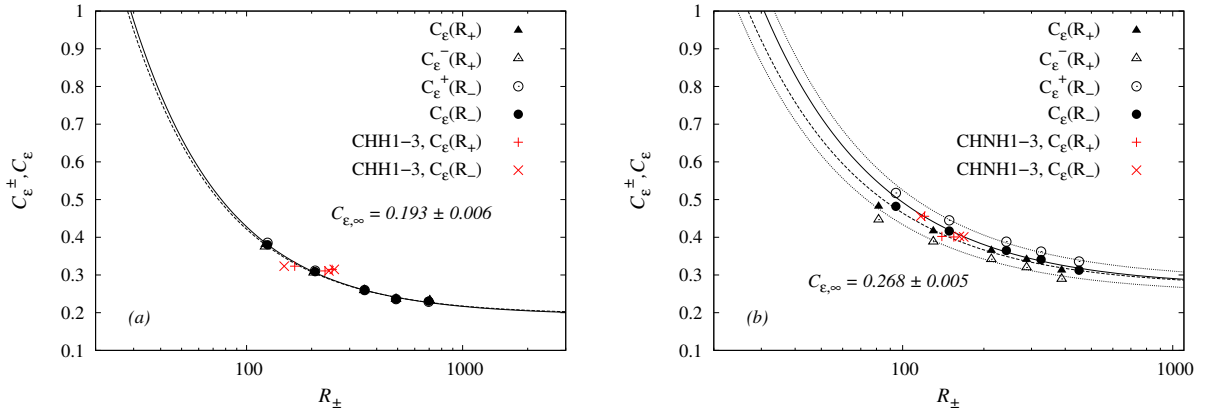 1
0.9
0.8
0.7
0.6
0.5
0.4
0.3
0.2
0.1
C_ε^±, C_ε
C_ε(R_+)
C_ε^−(R_+)
C_ε^+(R_−)
C_ε(R_−)
CHH1−3, C_ε(R_+)
CHH1−3, C_ε(R_−)
C_ε,∞ = 0.193 ± 0.006
(a)
100 1000
R_±
1
0.9
0.8
0.7
0.6
0.5
0.4
0.3
0.2
0.1
C_ε^±, C_ε
C_ε(R_+)
C_ε^−(R_+)
C_ε^+(R_−)
C_ε(R_−)
CHNH1−3, C_ε(R_+)
CHNH1−3, C_ε(R_−)
C_ε,∞ = 0.268 ± 0.005
(b)
100 1000
R_±